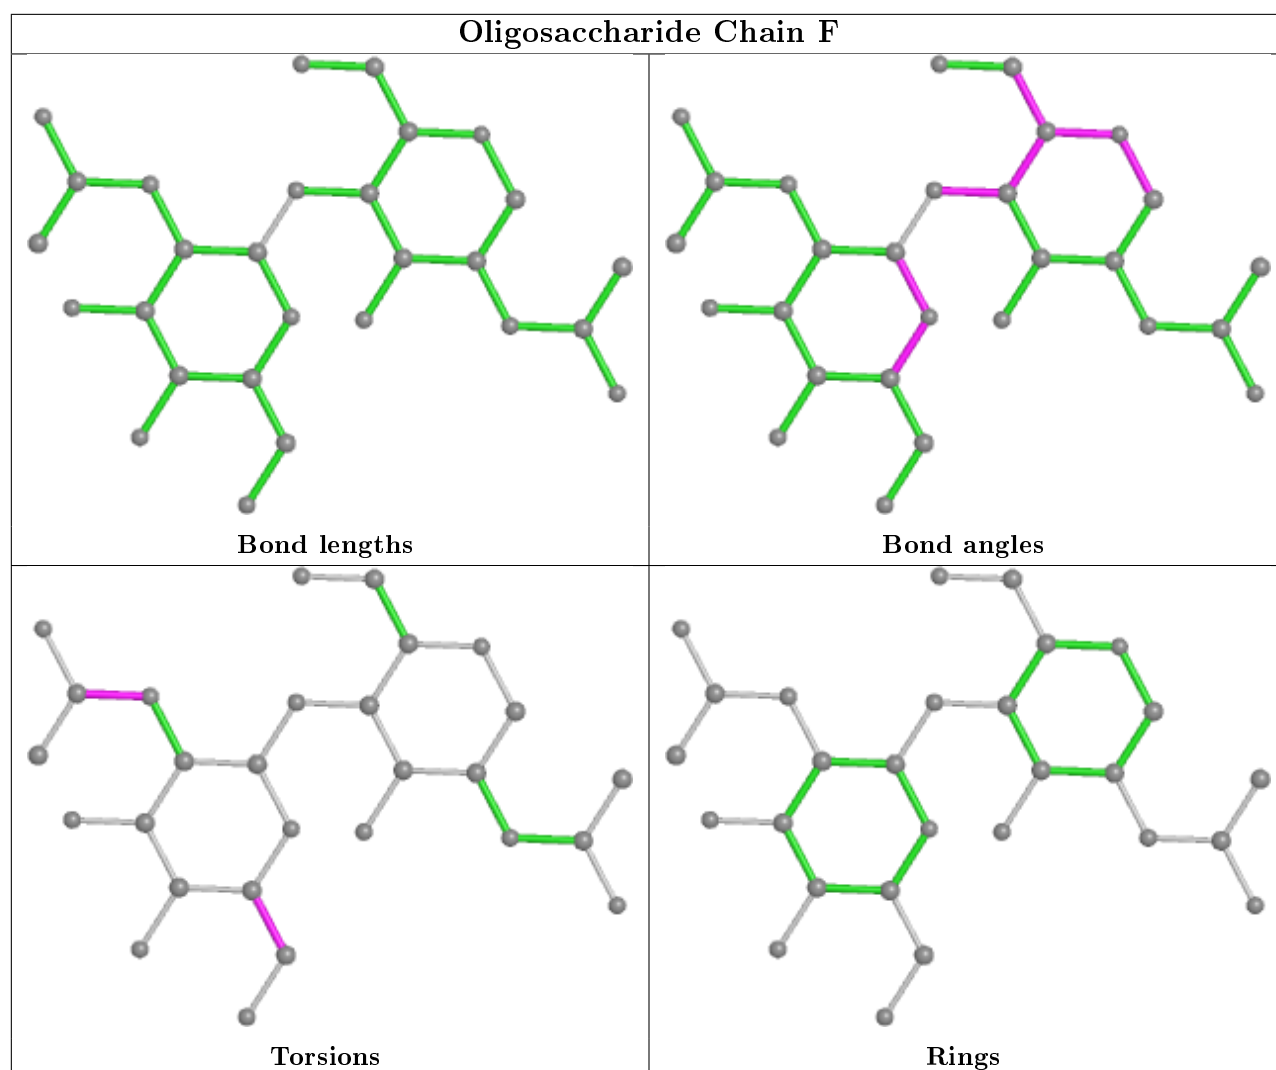 Oligosaccharide Chain F
Bond lengths
Bond angles
Torsions
Rings